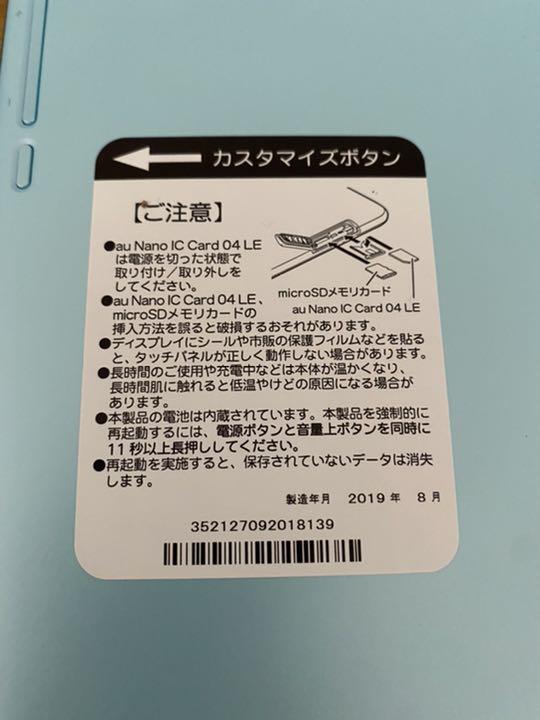 カスタマイズボタン
【ご注意】
●au Nano IC Card 04 LE
は電源を切った状態で
取り付け／取り外しを
してください。
microSDメモリカード
au Nano IC Card 04 LE
●au Nano IC Card 04 LE、
microSDメモリカードの
挿入方法を誤ると破損するおそれがあります。
●ディスプレイにシールや市販の保護フィルムなどを貼る
と、タッチパネルが正しく動作しない場合があります。
●長時間のご使用や充電中などは本体が温かくなり、
長時間肌に触れると低温やけどの原因になる場合が
あります。
●本製品の電池は内蔵されています。本製品を強制的に
再起動するには、電源ボタンと音量上ボタンを同時に
11秒以上長押ししてください。
●再起動を実施すると、保存されていないデータは消失
します。
製造年月 2019年 8月
352127092018139